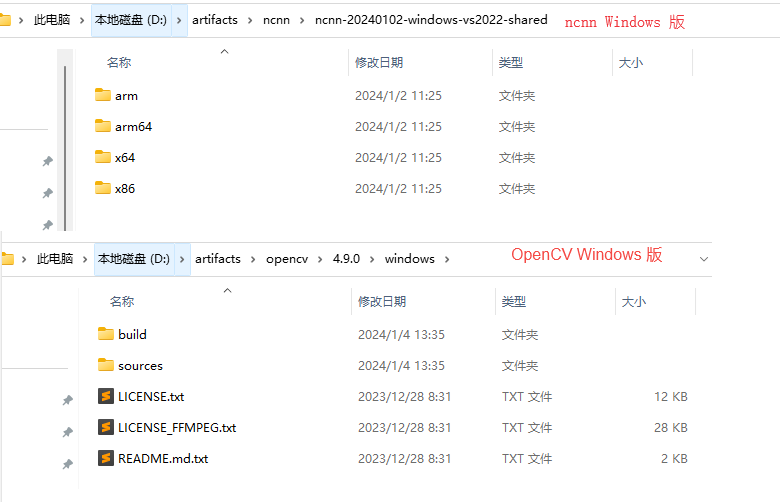 此电脑 本地磁盘 (D:) artifacts ncnn ncnn-20240102-windows-vs2022-shared ncnn Windows 版
名称 修改日期 类型 大小
arm 2024/1/2 11:25 文件夹
arm64 2024/1/2 11:25 文件夹
x64 2024/1/2 11:25 文件夹
x86 2024/1/2 11:25 文件夹
此电脑 本地磁盘 (D:) artifacts opencv 4.9.0 windows OpenCV Windows 版
名称 修改日期 类型 大小
build 2024/1/4 13:35 文件夹
sources 2024/1/4 13:35 文件夹
LICENSE.txt 2023/12/28 8:31 TXT 文件 12 KB
LICENSE_FFMPEG.txt 2023/12/28 8:31 TXT 文件 28 KB
README.md.txt 2023/12/28 8:31 TXT 文件 2 KB